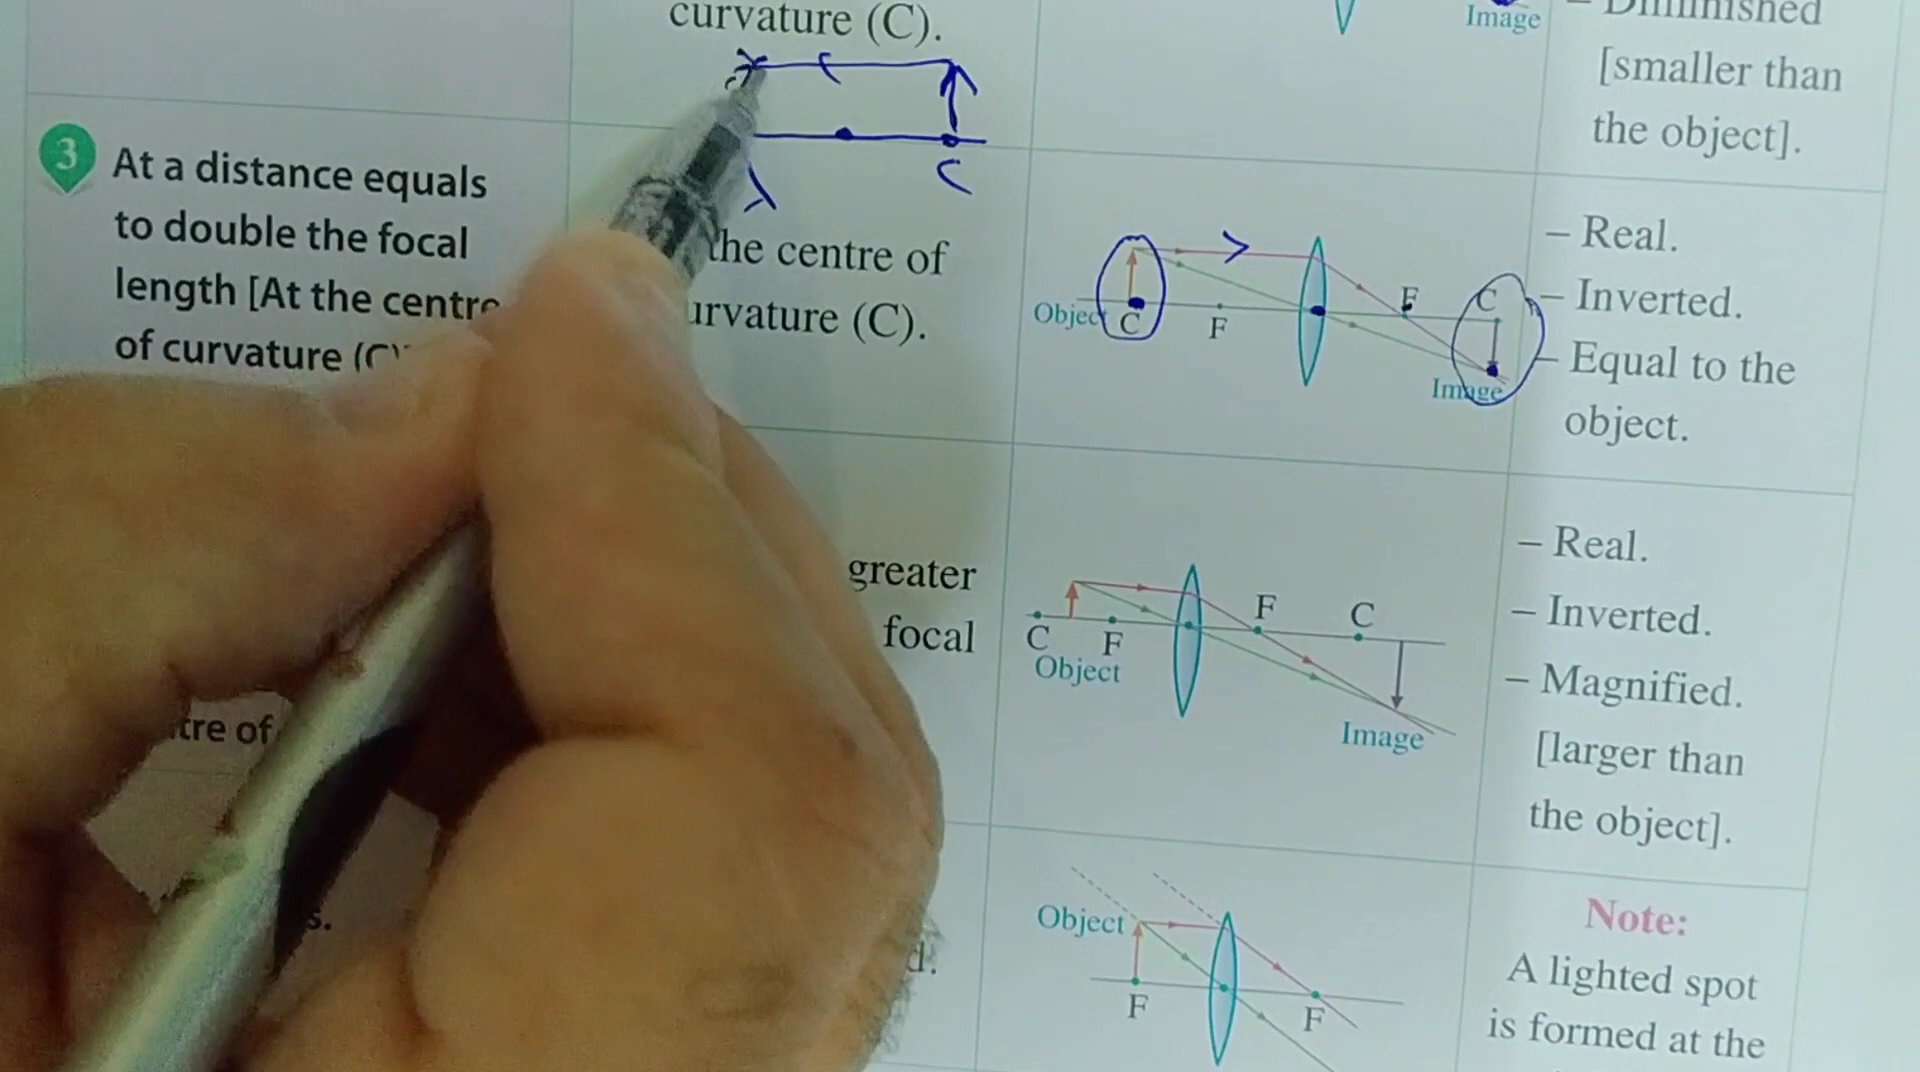 curvature (C).
Image
– Diminished
[smaller than
the object].
3
At a distance equals
to double the focal
length [At the centre
of curvature (C)
C
the centre of
curvature (C).
Object
C
F
F
C
Image
– Real.
– Inverted.
– Equal to the
object.
greater
focal
C
F
Object
F
C
Image
– Real.
– Inverted.
– Magnified.
[larger than
the object].
tre of
s.
d.
Object
F
F
Note:
A lighted spot
is formed at the